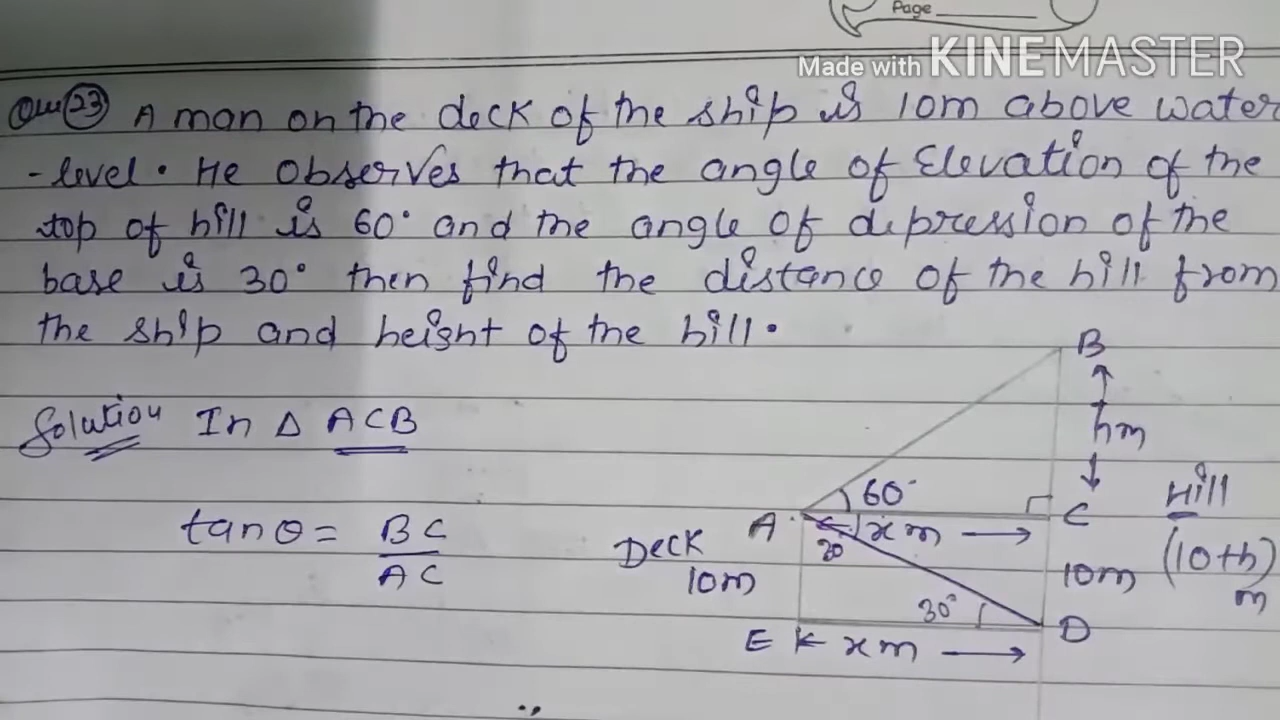 Page
Made with KINEMASTER
Que 23 A man on the deck of the ship is 10m above water
-level. He observes that the angle of Elevation of the
top of hill is 60° and the angle of depression of the
base is 30° then find the distance of the hill from
the ship and height of the hill.
Solution In Δ ACB
tanθ = BC
AC
B
hm
60°
A
x m
C
Hill
(10+h)
m
Deck
10m
30
10m
30°
E
x m
D